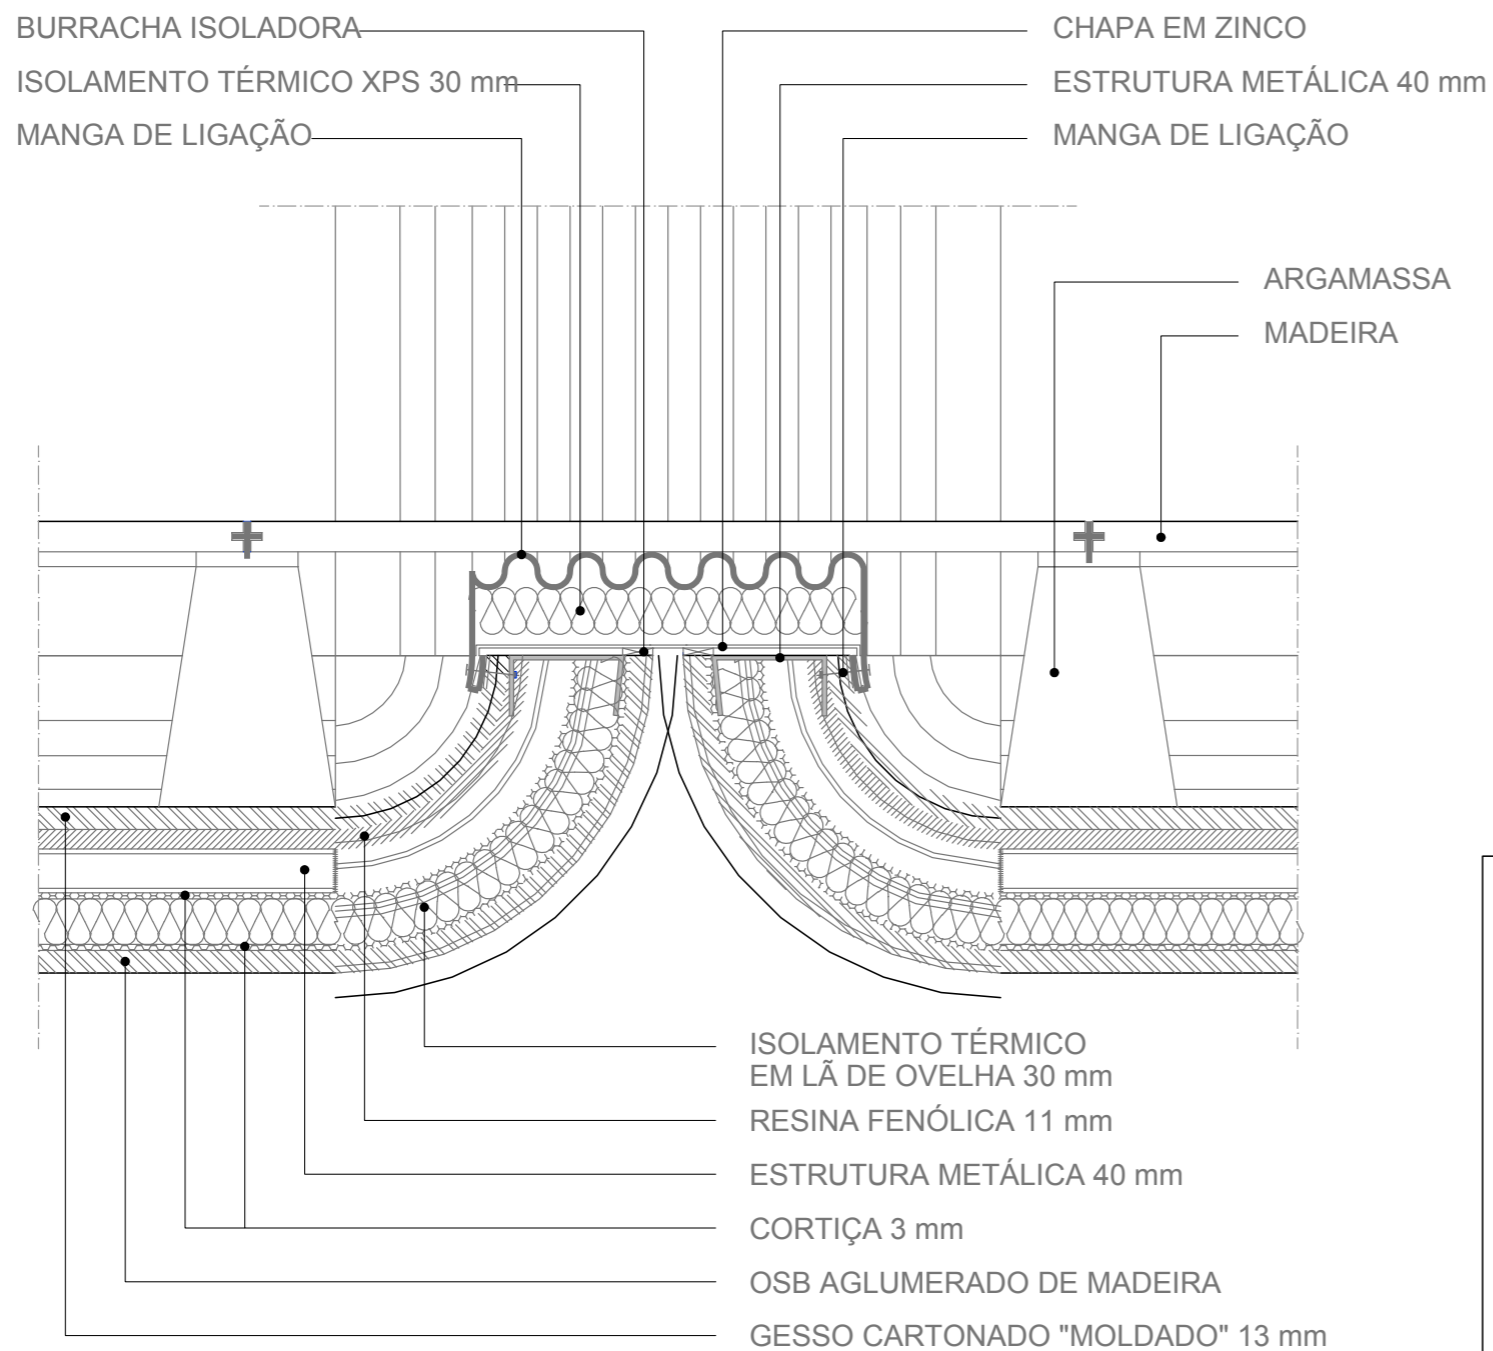 BURRACHA ISOLADORA
ISOLAMENTO TÉRMICO XPS 30 mm
MANGA DE LIGAÇÃO
CHAPA EM ZINCO
ESTRUTURA METÁLICA 40 mm
MANGA DE LIGAÇÃO
ARGAMASSA
MADEIRA
ISOLAMENTO TÉRMICO
EM LÃ DE OVELHA 30 mm
RESINA FENÓLICA 11 mm
ESTRUTURA METÁLICA 40 mm
CORTIÇA 3 mm
OSB AGLUMERADO DE MADEIRA
GESSO CARTONADO "MOLDADO" 13 mm